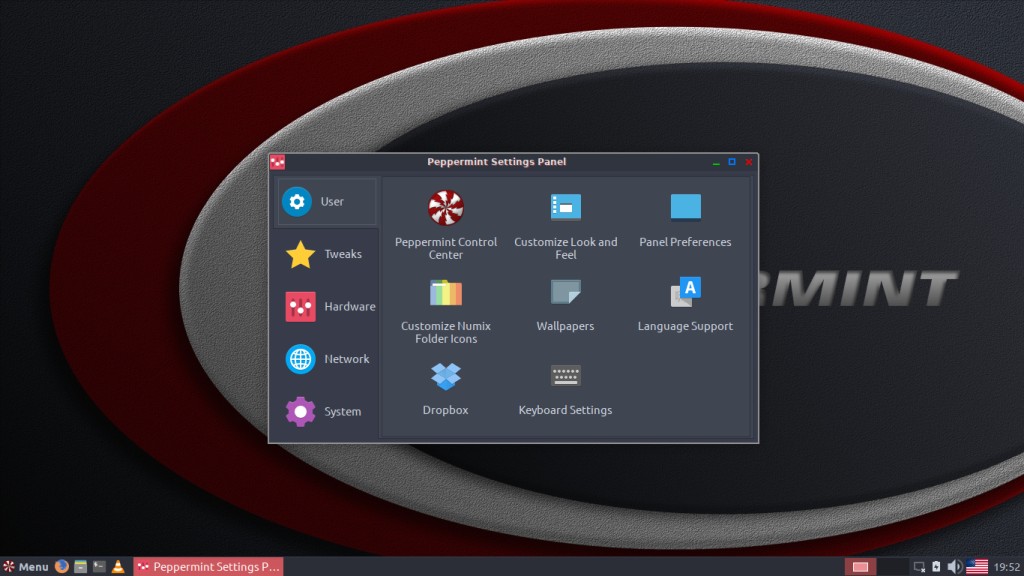 Peppermint Settings Panel
User
Peppermint Control
Center
Customize Look and
Feel
Panel Preferences
Tweaks
Customize Numix
Folder Icons
Wallpapers
Language Support
A
Hardware
Network
Dropbox
Keyboard Settings
System
RMINT
Menu
Peppermint Settings P...
19:52